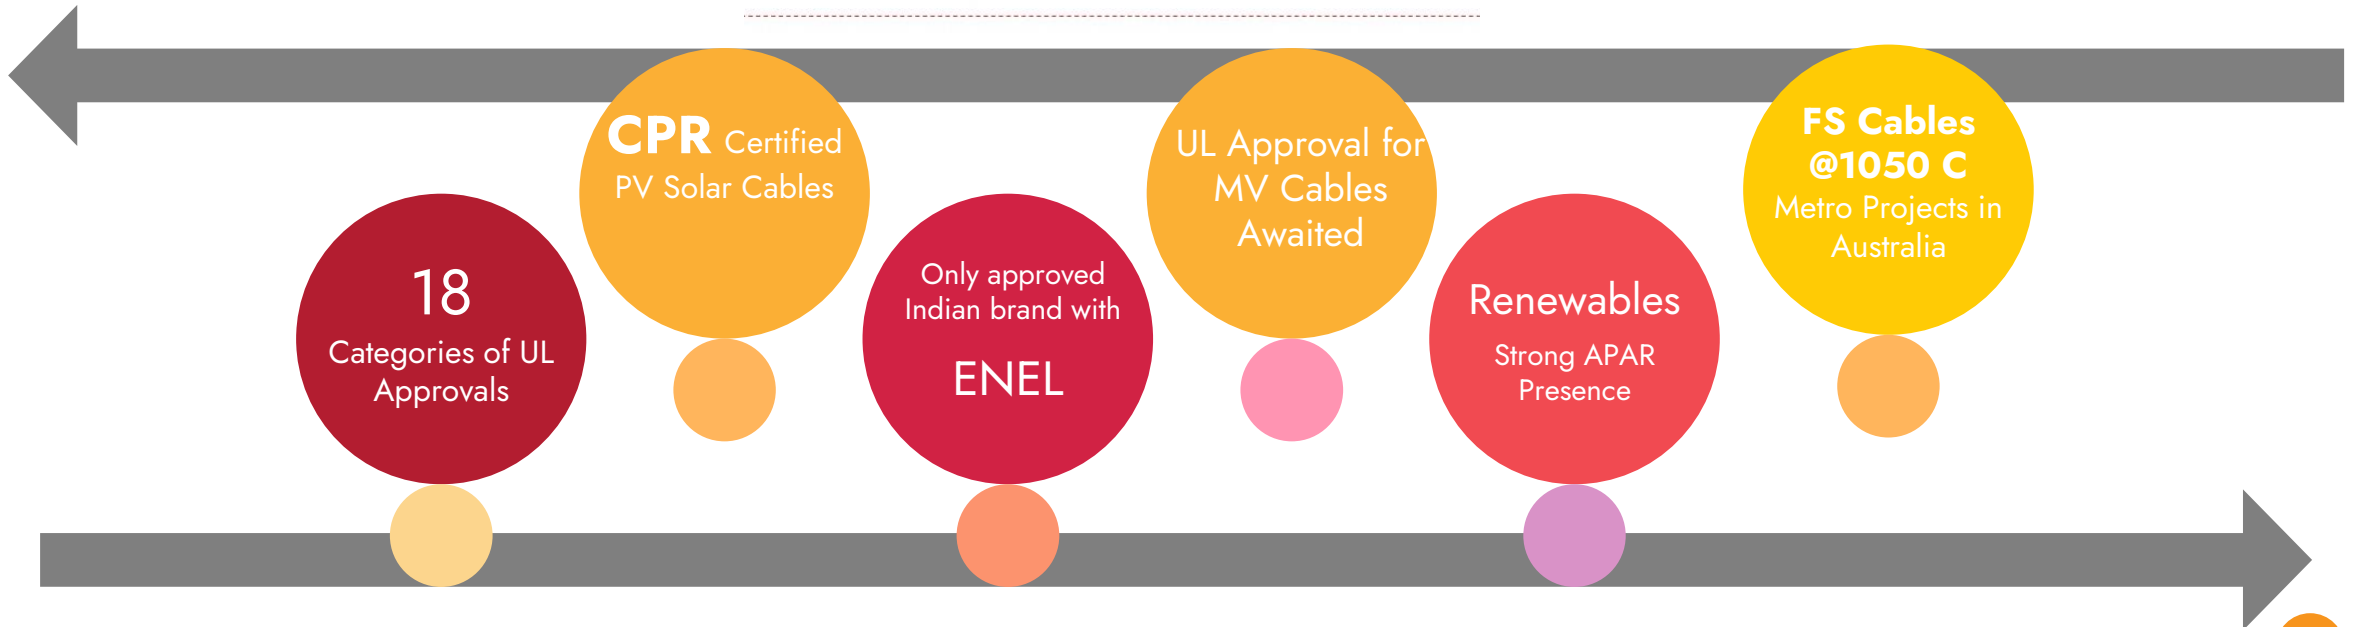 18
Categories of UL
Approvals
CPR Certified
PV Solar Cables
Only approved
Indian brand with
ENEL
UL Approval for
MV Cables
Awaited
Renewables
Strong APAR
Presence
FS Cables
@1050 C
Metro Projects in
Australia